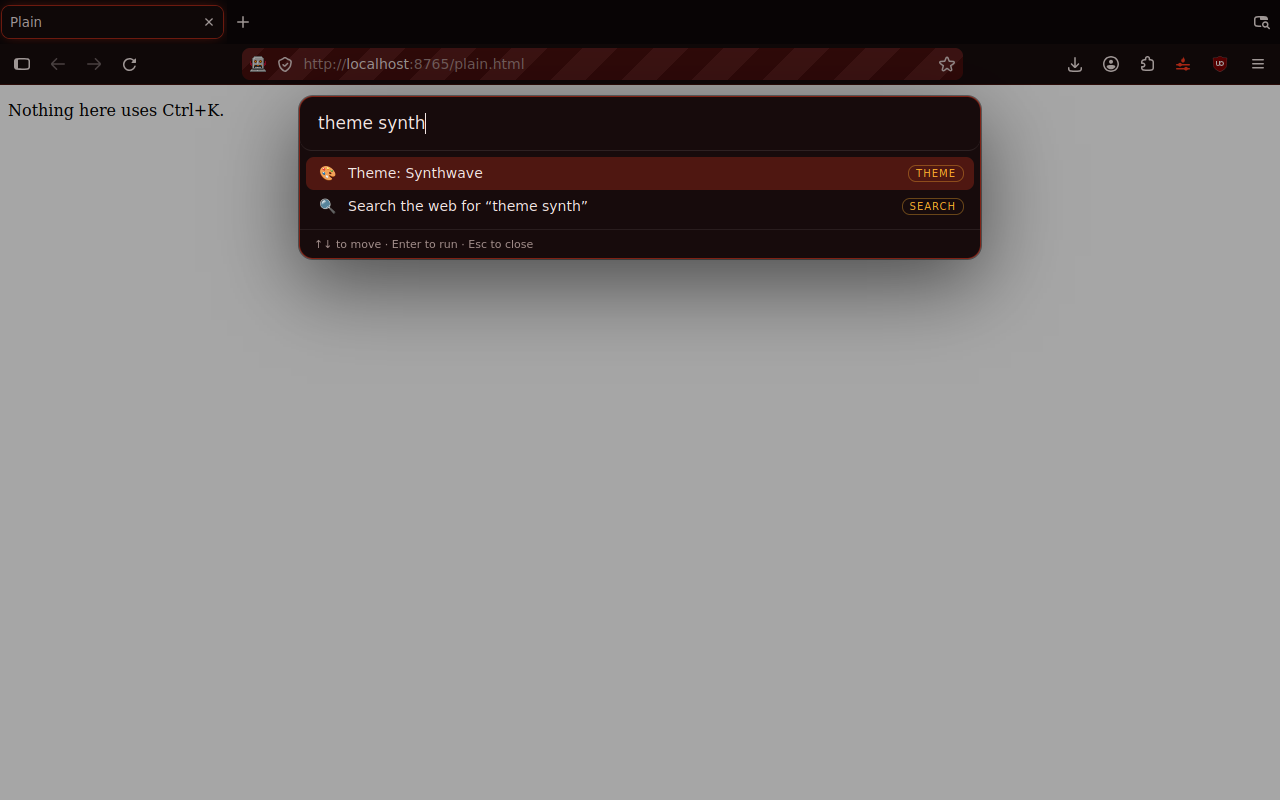 Plain
http://localhost:8765/plain.html
Nothing here uses Ctrl+K.
theme synth
Theme: Synthwave THEME
Search the web for “theme synth” SEARCH
↑↓ to move · Enter to run · Esc to close